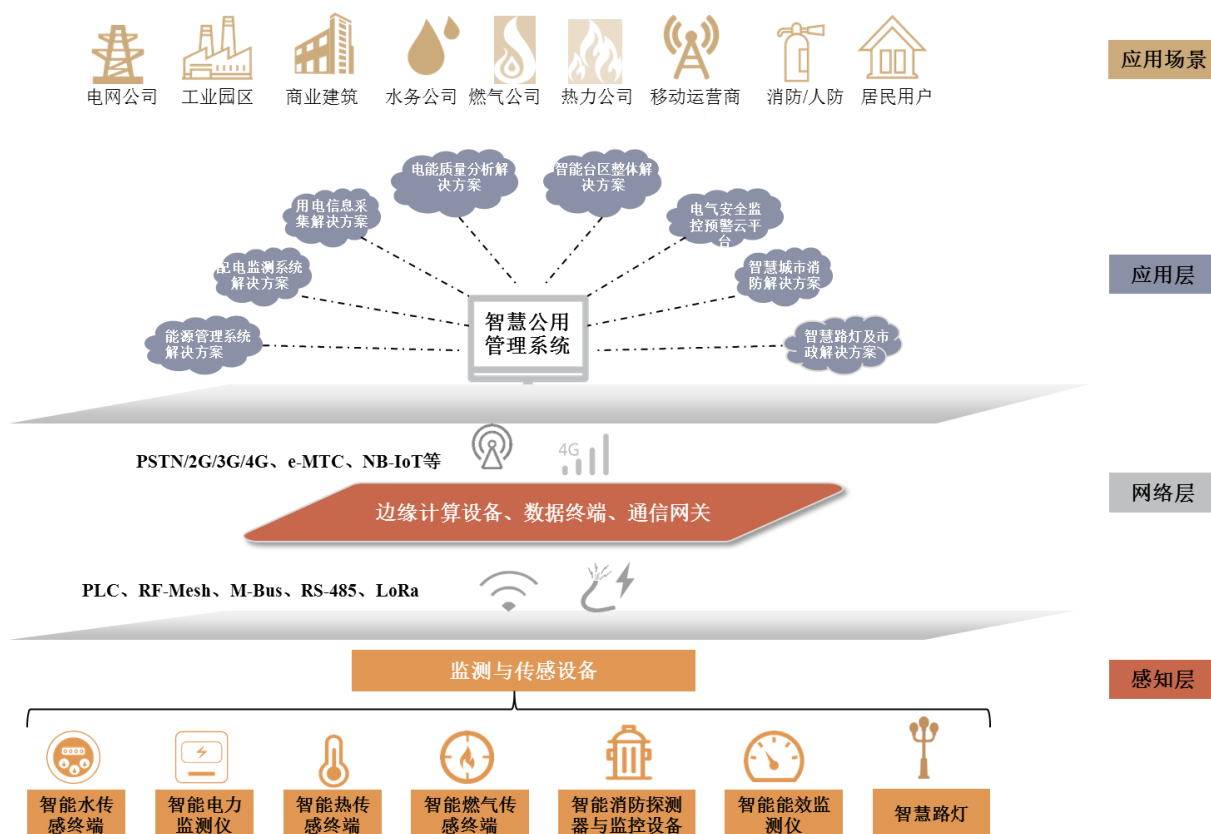 电网公司 工业园区 商业建筑 水务公司 燃气公司 热力公司 移动运营商 消防/人防 居民用户
应用场景
电能质量分析解
决方案
智能台区整体解
决方案
用电信息采
集解决方案
电气安全监
控预警云平
台
配电监测系统
解决方案
智慧城市消
防解决方案
能源管理系统
解决方案
智慧公用
管理系统
智慧路灯及市
政解决方案
应用层
4G
PSTN/2G/3G/4G、e-MTC、NB-IoT等
边缘计算设备、数据终端、通信网关
网络层
PLC、RF-Mesh、M-Bus、RS-485、LoRa
监测与传感设备
感知层
智能水传
感终端
智能电力
监测仪
智能热传
感终端
智能燃气传
感终端
智能消防探测
器与监控设备
智能能效监
测仪
智慧路灯